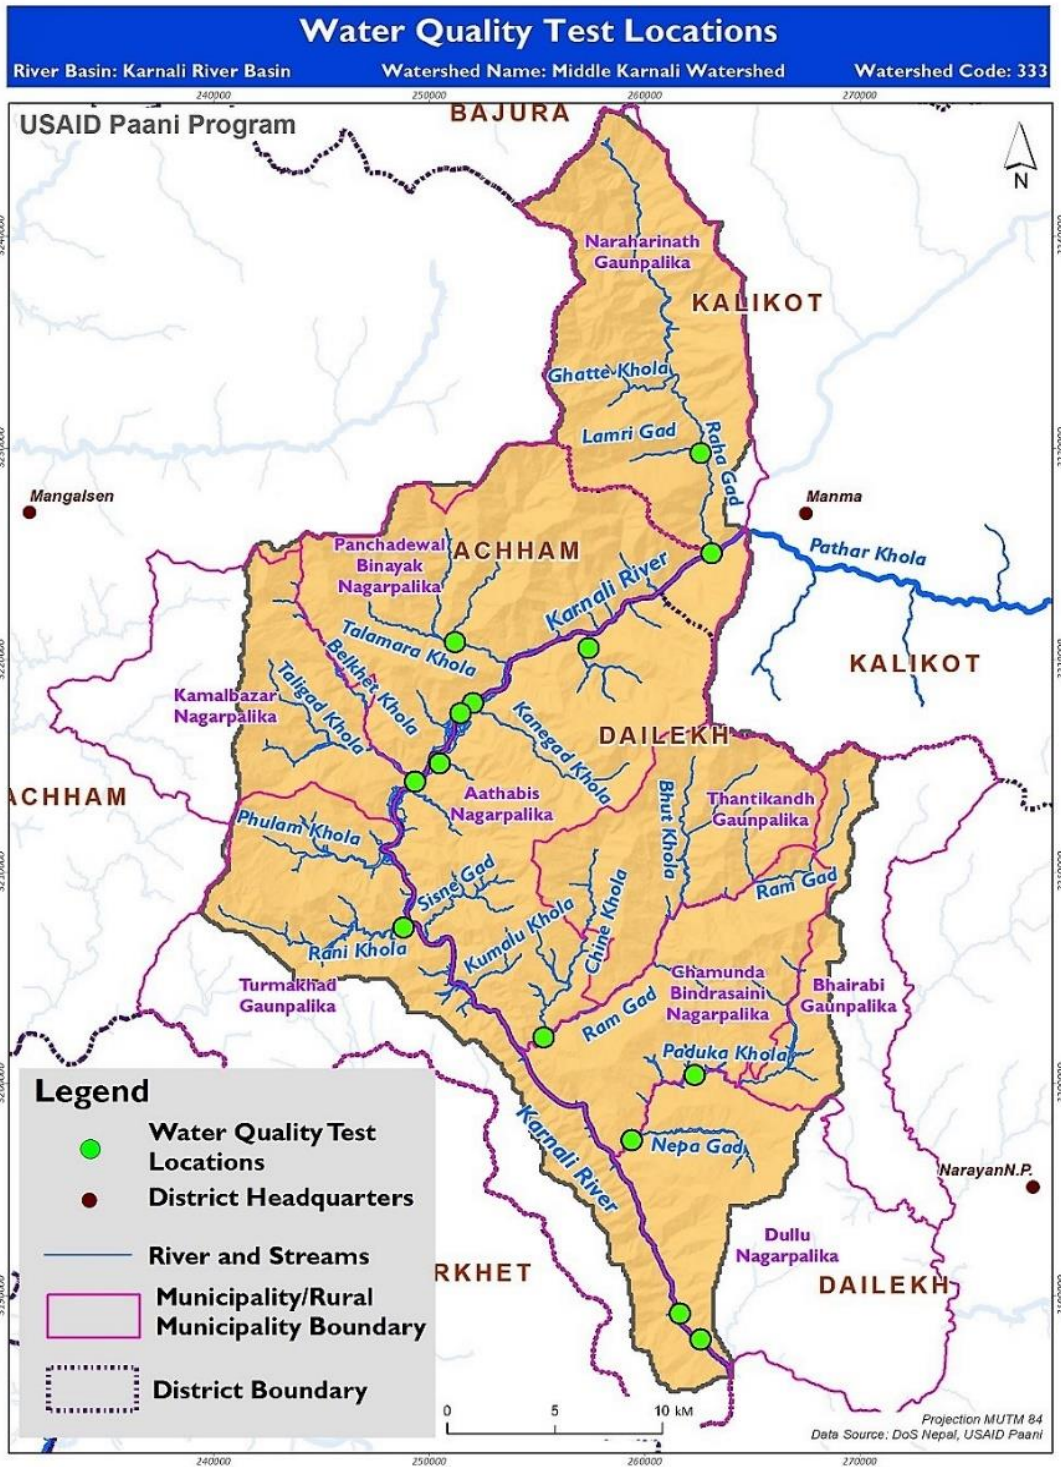 Water Quality Test Locations
River Basin: Karnali River Basin
Watershed Name: Middle Karnali Watershed
Watershed Code: 333
240000
250000
260000
270000
USAID Paani Program
BAJURA
N
Naraharinath
Gaunpalika
KALIKOT
Ghatte Khola
Lamri Gad
Raha Gad
Mangalsen
Manma
Panchadewal
Binayak
Nagarpalika
ACHHAM
Karnali River
Pathar Khola
Talamara Khola
Belkhet Khola
Taligad Khola
KALIKOT
Kamalbazar
Nagarpalika
Kanegad Khola
DAILEKH
ACHHAM
Aathabis
Nagarpalika
Bhut Khola
Thantikandh
Gaunpalika
Phulam Khola
Sisne Gad
Ram Gad
Kumalu Khola
Chine Khola
Rani Khola
Turmakhad
Gaunpalika
Chamunda
Bindrasaini
Nagarpalika
Bhairabi
Gaunpalika
Ram Gad
Paduka Khola
Karnali River
Nepa Gad
NarayanN.P.
Dullu
Nagarpalika
RKHET
DAILEKH
Legend
Water Quality Test
Locations
District Headquarters
River and Streams
Municipality/Rural
Municipality Boundary
District Boundary
0 5 10 kM
Projection MUTM 84
Data Source: DoS Nepal, USAID Paani
240000
250000
260000
270000